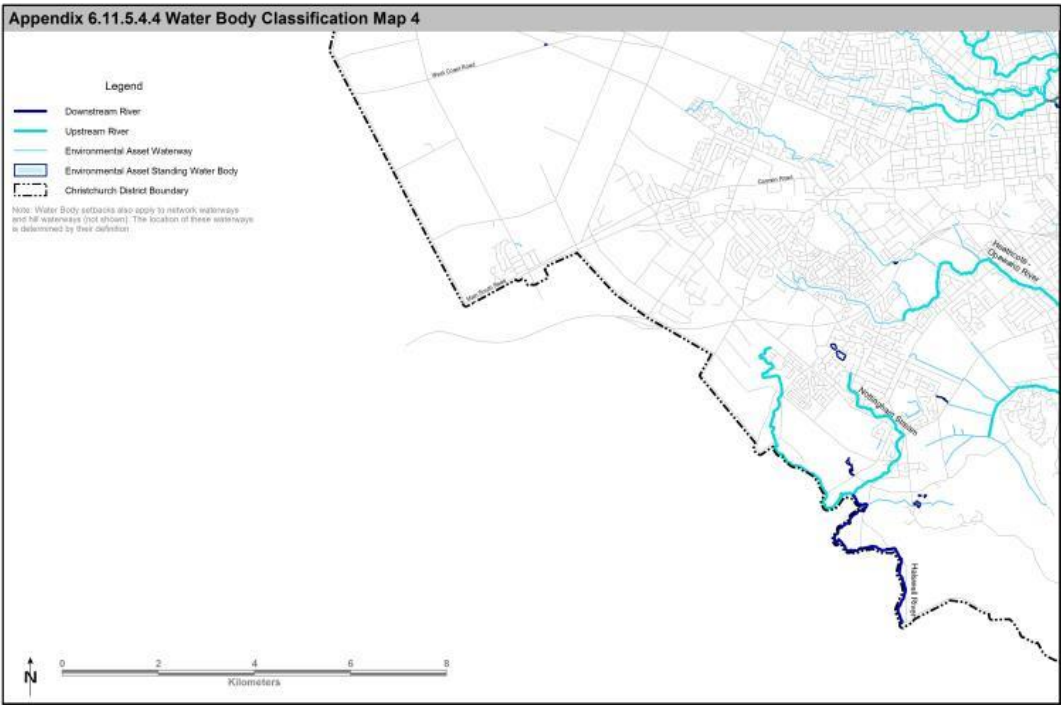 Appendix 6.11.5.4.4 Water Body Classification Map 4
Legend
Downstream River
Upstream River
Environmental Asset Waterway
Environmental Asset Standing Water Body
Christchurch District Boundary
Note: Water Body setbacks also apply to network waterways
and hill waterways (not shown). The location of these waterways
is determined by their definition
West Coast Road
Main South Road
Heathcote -
Opawaho River
Nottingham Stream
Halswell River
N
0 2 4 6 8
Kilometers